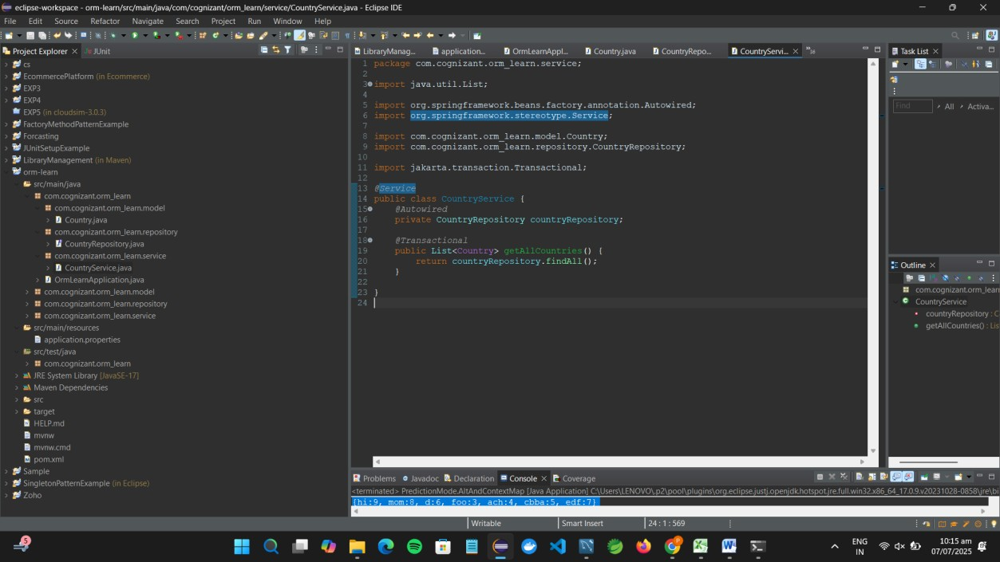 eclipse-workspace - orm-learn/src/main/java/com/cognizant/orm_learn/service/CountryService.java - Eclipse IDE
File Edit Source Refactor Navigate Search Project Run Window Help
Project Explorer
JUnit
cs
EcommercePlatform (in Ecommerce)
EXP3
EXP4
EXP5 (in cloudsim-3.0.3)
FactoryMethodPatternExample
Forcasting
JUnitSetupExample
LibraryManagement (in Maven)
orm-learn
src/main/java
com.cognizant.orm_learn
com.cognizant.orm_learn.model
Country.java
com.cognizant.orm_learn.repository
CountryRepository.java
com.cognizant.orm_learn.service
CountryService.java
OrmLearnApplication.java
com.cognizant.orm_learn.model
com.cognizant.orm_learn.repository
com.cognizant.orm_learn.service
src/main/resources
application.properties
src/test/java
com.cognizant.orm_learn
JRE System Library [JavaSE-17]
Maven Dependencies
src
target
HELP.md
mvnw
mvnw.cmd
pom.xml
Sample
SingletonPatternExample (in Eclipse)
Zoho
LibraryManag... application... OrmLearnAppl... Country.java CountryRepo... CountryServi... »16
1 package com.cognizant.orm_learn.service;
2
3 import java.util.List;
4
5 import org.springframework.beans.factory.annotation.Autowired;
6 import org.springframework.stereotype.Service;
7
8 import com.cognizant.orm_learn.model.Country;
9 import com.cognizant.orm_learn.repository.CountryRepository;
10
11 import jakarta.transaction.Transactional;
12
13 @Service
14 public class CountryService {
15 @Autowired
16 private CountryRepository countryRepository;
17
18 @Transactional
19 public List<Country> getAllCountries() {
20 return countryRepository.findAll();
21 }
22
23 }
24
Task List
Find All Activa...
Outline
com.cognizant.orm_learn
CountryService
countryRepository : C
getAllCountries() : Lis
Problems Javadoc Declaration Console Coverage
<terminated> PredictionMode.AltAndContextMap [Java Application] C:\Users\LENOVO\.p2\pool\plugins\org.eclipse.justj.openjdk.hotspot.jre.full.win32.x86_64_17.0.9.v20231028-0858\jre\bi
{hi:9, mom:8, d:6, foo:3, ach:4, cbba:5, edf:7}
Writable Smart Insert 24 : 1 : 569
5
P
ENG
IN
10:15 am
07/07/2025